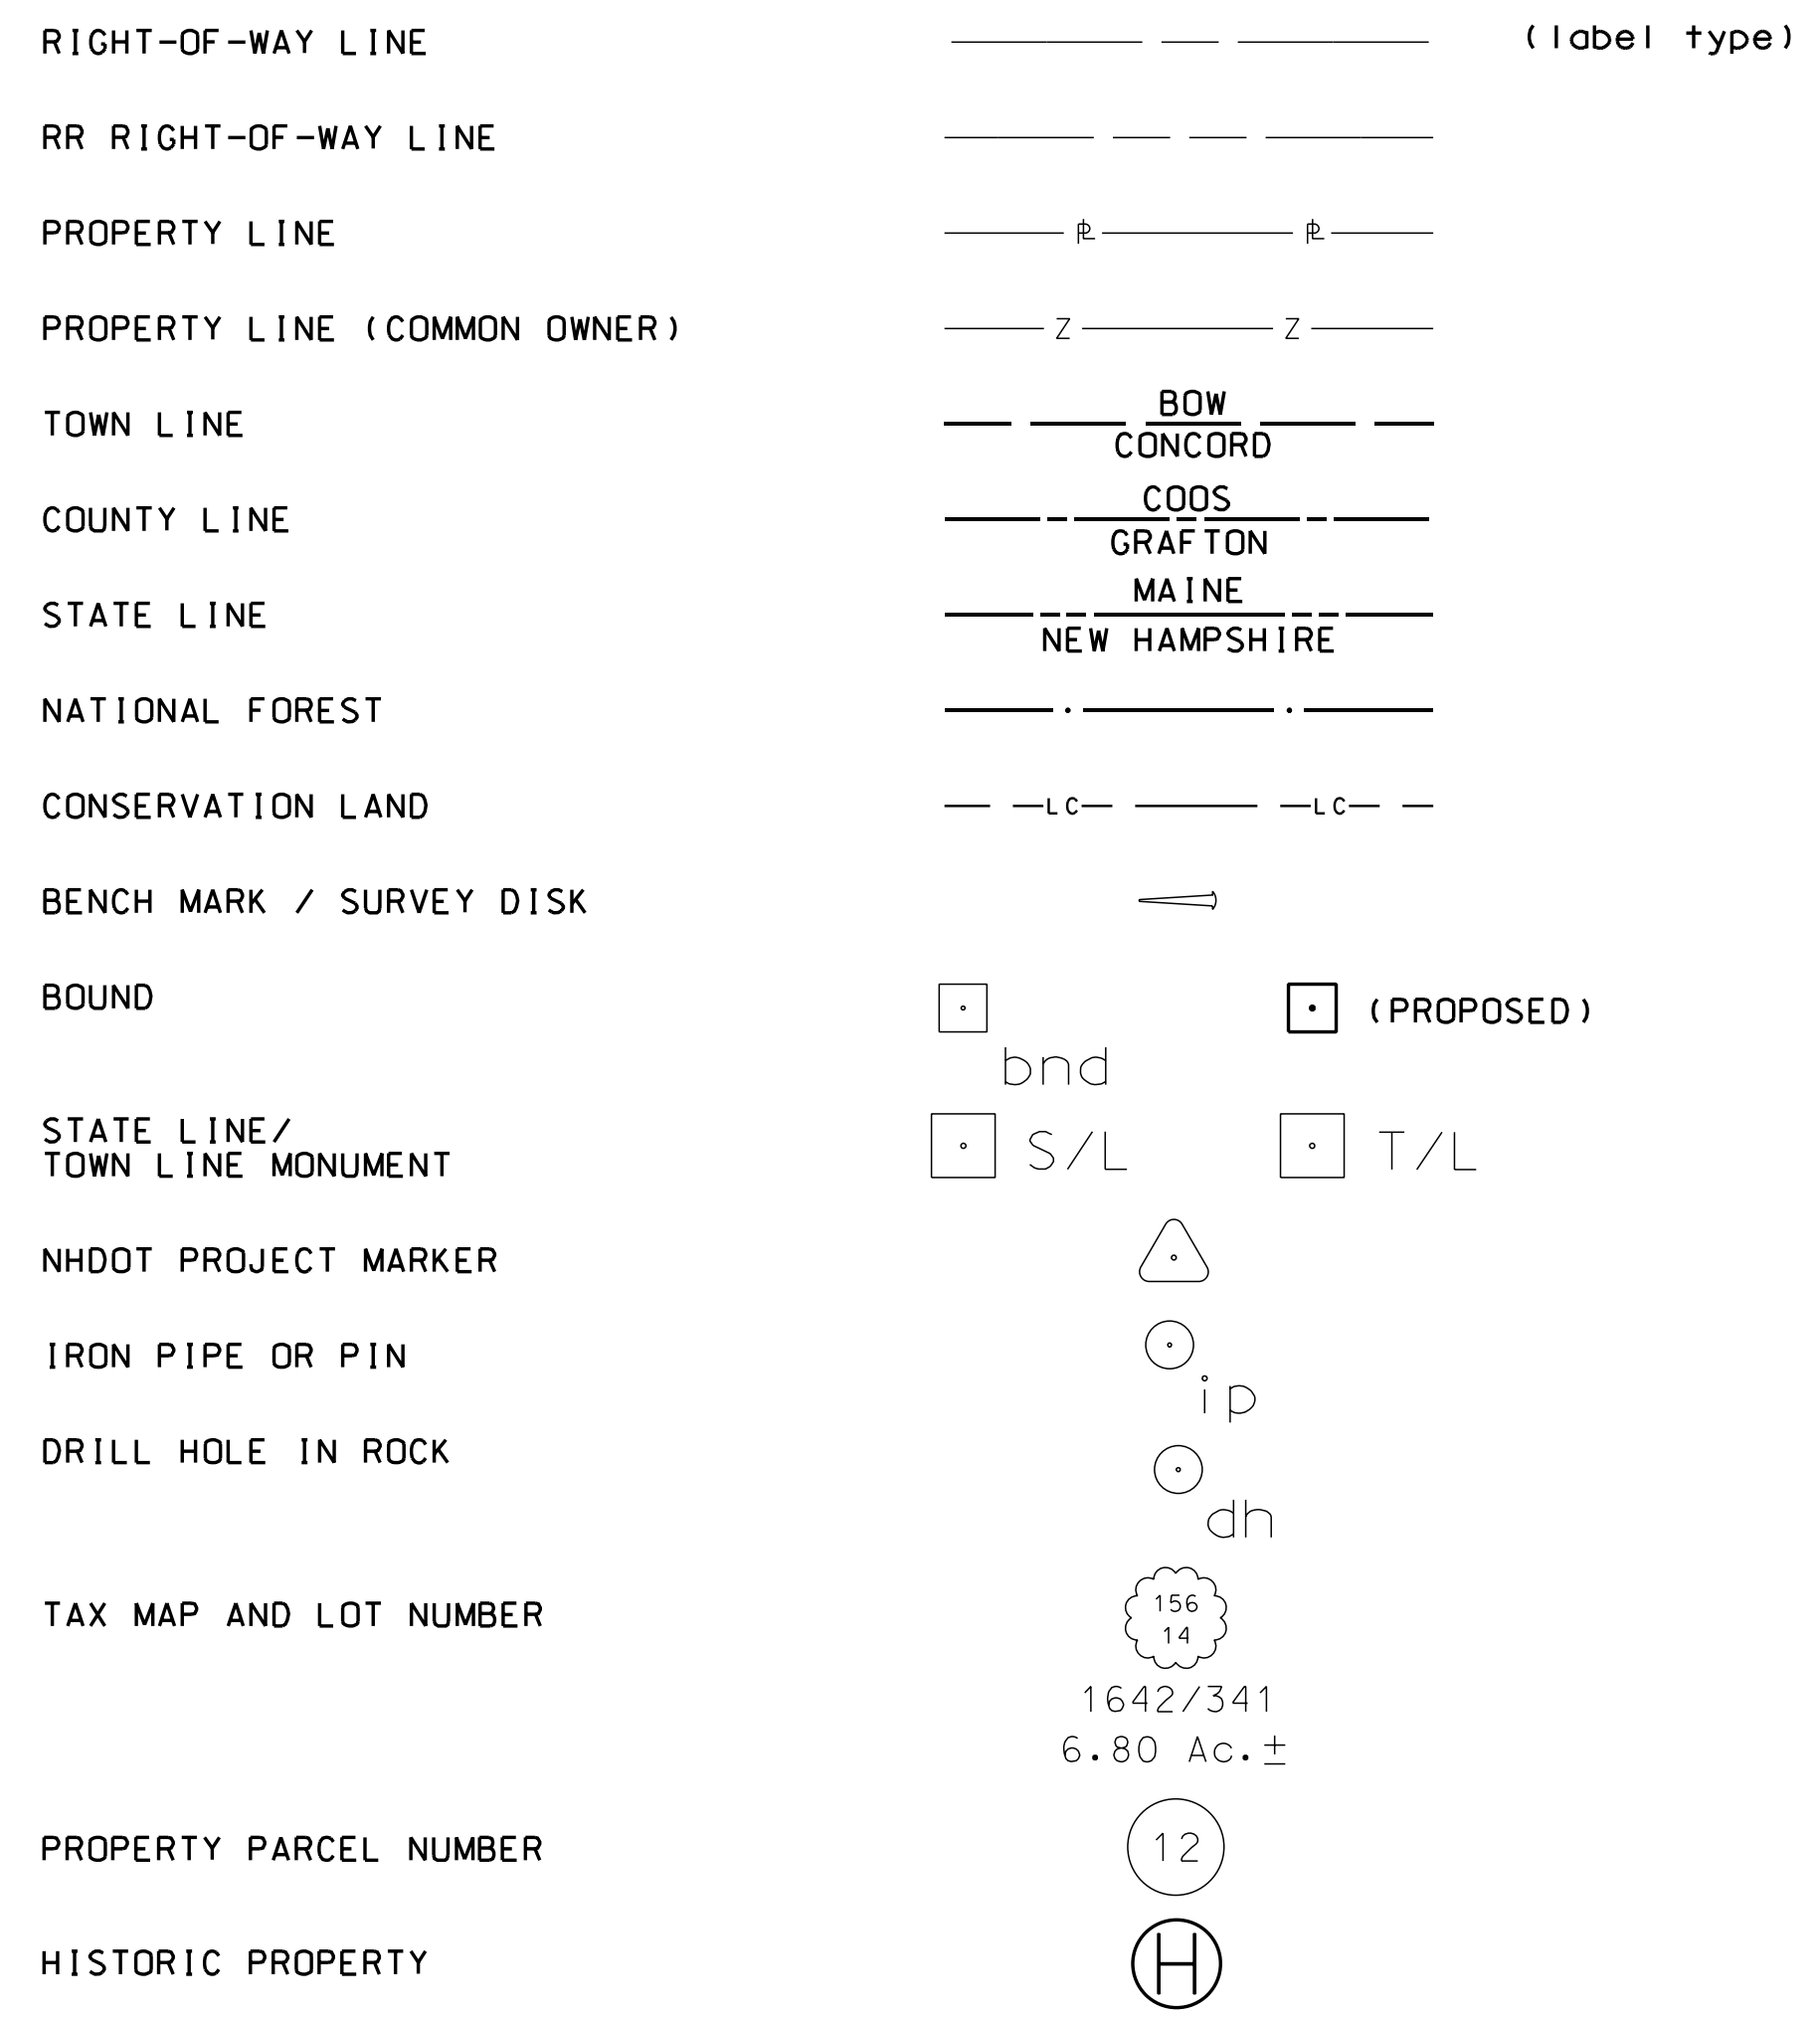 RIGHT-OF-WAY LINE (label type)
RR RIGHT-OF-WAY LINE
PROPERTY LINE PL PL
PROPERTY LINE (COMMON OWNER) Z Z
TOWN LINE BOW
CONCORD
COUNTY LINE COOS
GRAFTON
STATE LINE MAINE
NEW HAMPSHIRE
NATIONAL FOREST
CONSERVATION LAND LC LC
BENCH MARK / SURVEY DISK
BOUND (PROPOSED)
bnd
STATE LINE/
TOWN LINE MONUMENT S/L T/L
NHDOT PROJECT MARKER
IRON PIPE OR PIN
ip
DRILL HOLE IN ROCK
dh
TAX MAP AND LOT NUMBER 156
14
1642/341
6.80 Ac.±
PROPERTY PARCEL NUMBER 12
HISTORIC PROPERTY H